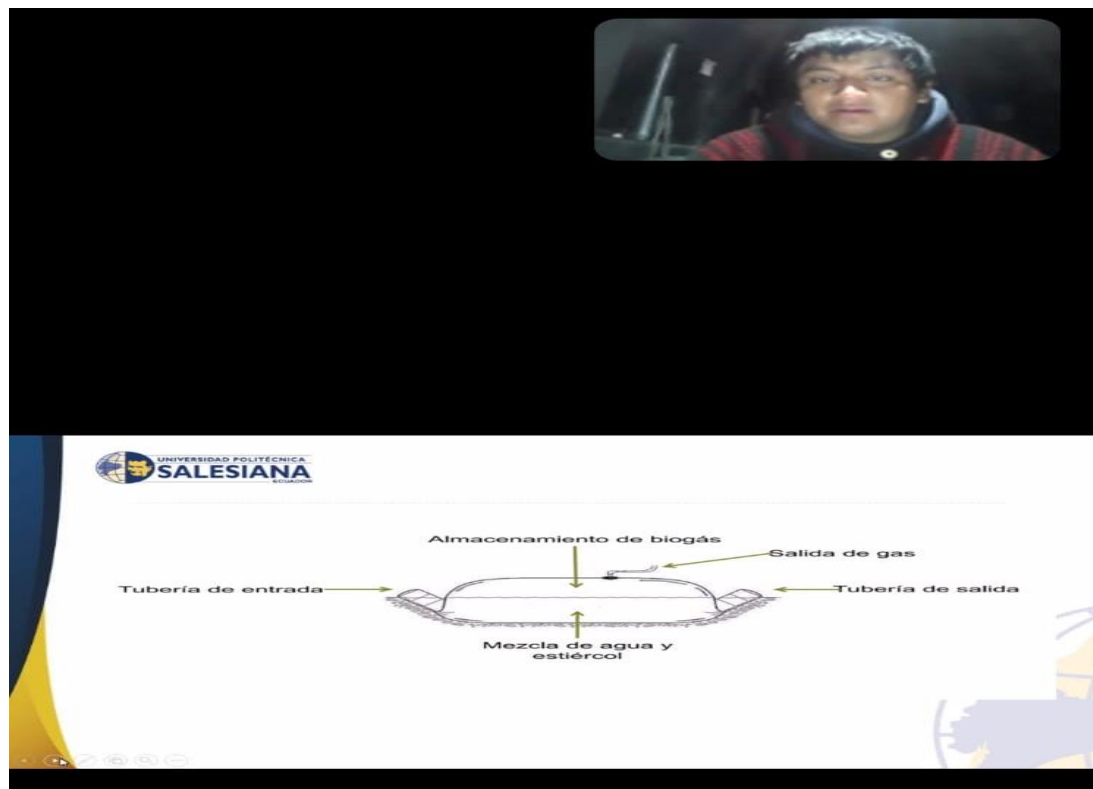 UNIVERSIDAD POLITÉCNICA
SALESIANA
ECUADOR
Almacenamiento de biogás
Salida de gas
Tubería de entrada
Tubería de salida
Mezcla de agua y
estiércol